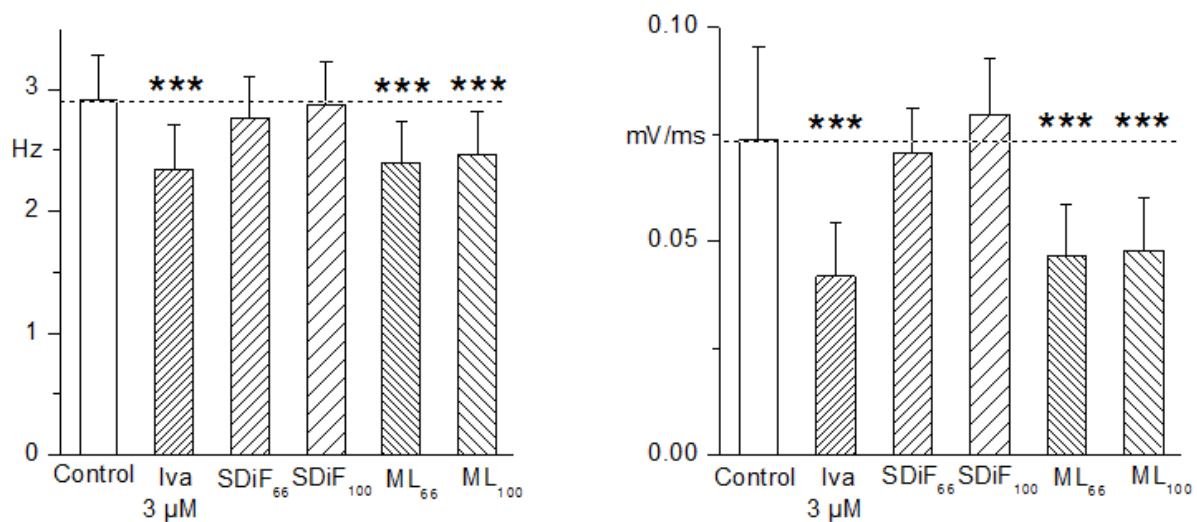 3
***
***
***
Hz
2
1
0
Control
Iva
3 µM
SDiF66
SDiF100
ML66
ML100
0.10
mV/ms
***
***
***
0.05
0.00
Control
Iva
3 µM
SDiF66
SDiF100
ML66
ML100